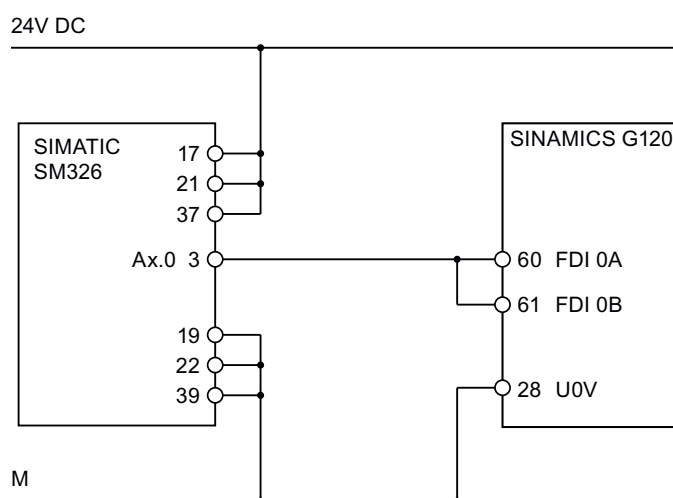 24V DC
SIMATIC
SM326
17
21
37
Ax.0 3
19
22
39
SINAMICS G120
60 FDI 0A
61 FDI 0B
28 U0V
M